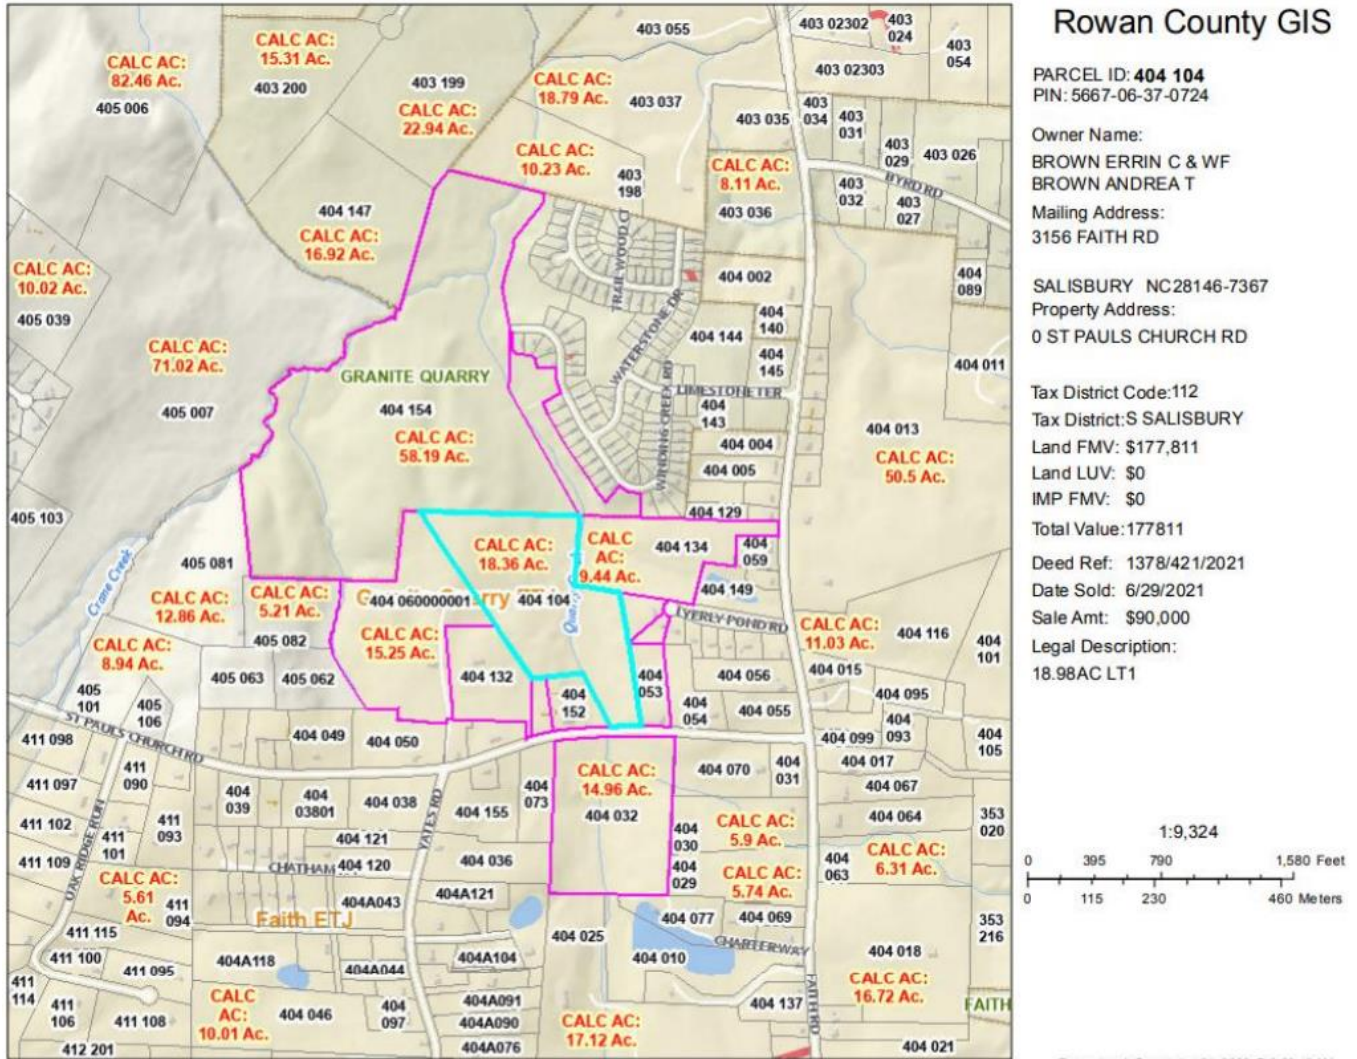 Rowan County GIS
PARCEL ID: 404 104
PIN: 5667-06-37-0724
Owner Name:
BROWN ERRIN C & WF
BROWN ANDREA T
Mailing Address:
3156 FAITH RD
SALISBURY NC28146-7367
Property Address:
0 ST PAULS CHURCH RD
Tax District Code:112
Tax District:S SALISBURY
Land FMV: $177,811
Land LUV: $0
IMP FMV: $0
Total Value:177811
Deed Ref: 1378/421/2021
Date Sold: 6/29/2021
Sale Amt: $90,000
Legal Description:
18.98AC LT1
1:9,324
0 395 790 1,580 Feet
0 115 230 460 Meters
CALC AC:
82.46 Ac.
405 006
CALC AC:
15.31 Ac.
403 200
403 199
CALC AC:
22.94 Ac.
403 055
CALC AC:
18.79 Ac.
403 037
403 02302
403
024
403
054
403 02303
403 035
403
034
403
031
403
029
403 026
BYRD RD
403
032
403
027
CALC AC:
10.23 Ac.
403
198
CALC AC:
8.11 Ac.
403 036
404 147
CALC AC:
16.92 Ac.
CALC AC:
10.02 Ac.
405 039
CALC AC:
71.02 Ac.
405 007
TRAILWOOD CT
WATERSTONE DR
WINDING CREEK RD
LIMESTONE TER
404 002
404
140
404 144
404
145
404
089
404 011
404
143
404 004
404 005
404 129
404 013
CALC AC:
50.5 Ac.
GRANITE QUARRY
404 154
CALC AC:
58.19 Ac.
405 103
Crane Creek
405 081
CALC AC:
12.86 Ac.
CALC AC:
5.21 Ac.
405 082
CALC AC:
8.94 Ac.
405
101
405
106
405 063
405 062
404 060000001
CALC AC:
15.25 Ac.
CALC AC:
18.36 Ac.
404 104
CALC
AC:
9.44 Ac.
404 134
404
059
404 149
LYERLY POND RD
CALC AC:
11.03 Ac.
404 116
404
101
404 132
404
152
404
053
404 056
404
054
404 055
404 015
404 095
404 099
404
093
404
105
ST PAULS CHURCH RD
411 098
404 049
404 050
411 097
411
090
411 102
411
101
411
093
411 109
OAK RIDGE RUN
404
039
404
03801
404 038
YATES RD
404 155
404
073
CALC AC:
14.96 Ac.
404 032
404 070
404
031
404 017
404 067
404 064
353
020
404 121
CHATHAM
404 120
404 036
404
030
CALC AC:
5.9 Ac.
404
029
CALC AC:
5.74 Ac.
404
063
CALC AC:
6.31 Ac.
CALC AC:
5.61
Ac.
411
094
411 115
Faith ETJ
404A043
404A121
404 077
404 069
353
216
411 100
411 095
404A118
404A044
404A104
404 025
404 010
CHARTER WAY
404 018
CALC AC:
16.72 Ac.
411
114
411
106
411 108
CALC
AC:
10.01 Ac.
404 046
404
097
404A091
404A090
404A076
CALC AC:
17.12 Ac.
404 137
FAITH RD
FAITH
412 201
404 021